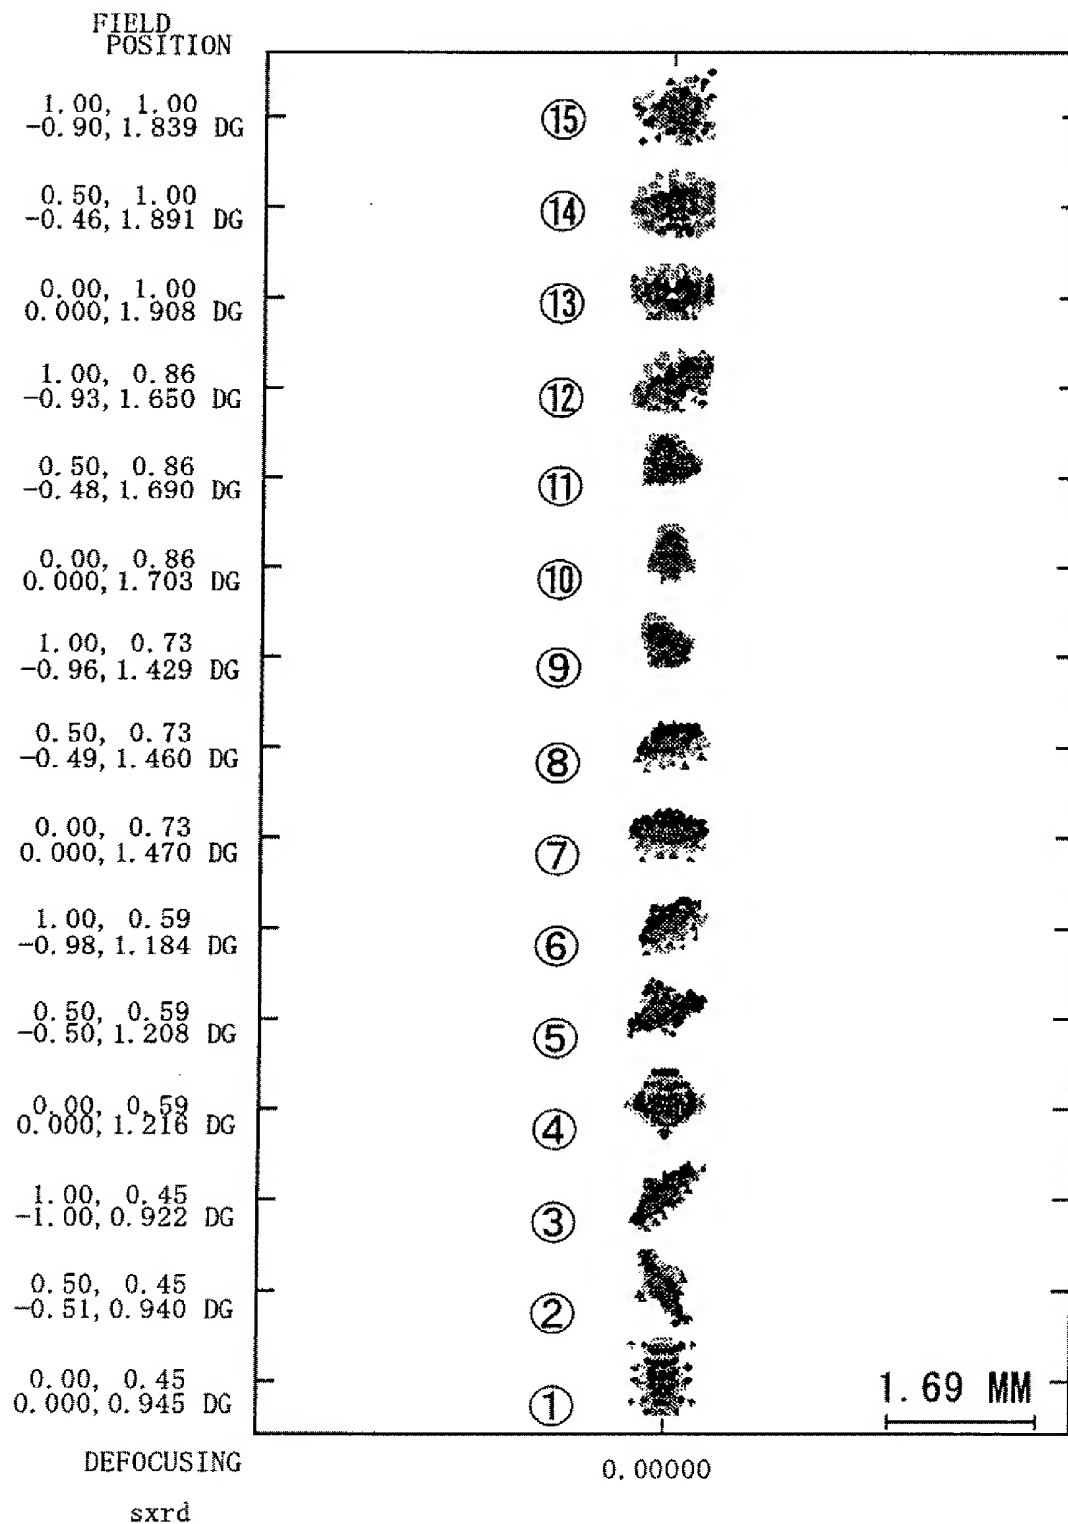 FIELD
POSITION
1.00, 1.00
-0.90, 1.839 DG
⑮
0.50, 1.00
-0.46, 1.891 DG
⑭
0.00, 1.00
0.000, 1.908 DG
⑬
1.00, 0.86
-0.93, 1.650 DG
⑫
0.50, 0.86
-0.48, 1.690 DG
⑪
0.00, 0.86
0.000, 1.703 DG
⑩
1.00, 0.73
-0.96, 1.429 DG
⑨
0.50, 0.73
-0.49, 1.460 DG
⑧
0.00, 0.73
0.000, 1.470 DG
⑦
1.00, 0.59
-0.98, 1.184 DG
⑥
0.50, 0.59
-0.50, 1.208 DG
⑤
0.00, 0.59
0.000, 1.216 DG
④
1.00, 0.45
-1.00, 0.922 DG
③
0.50, 0.45
-0.51, 0.940 DG
②
0.00, 0.45
0.000, 0.945 DG
①
1.69 MM
DEFOCUSING
0.00000
sxrd